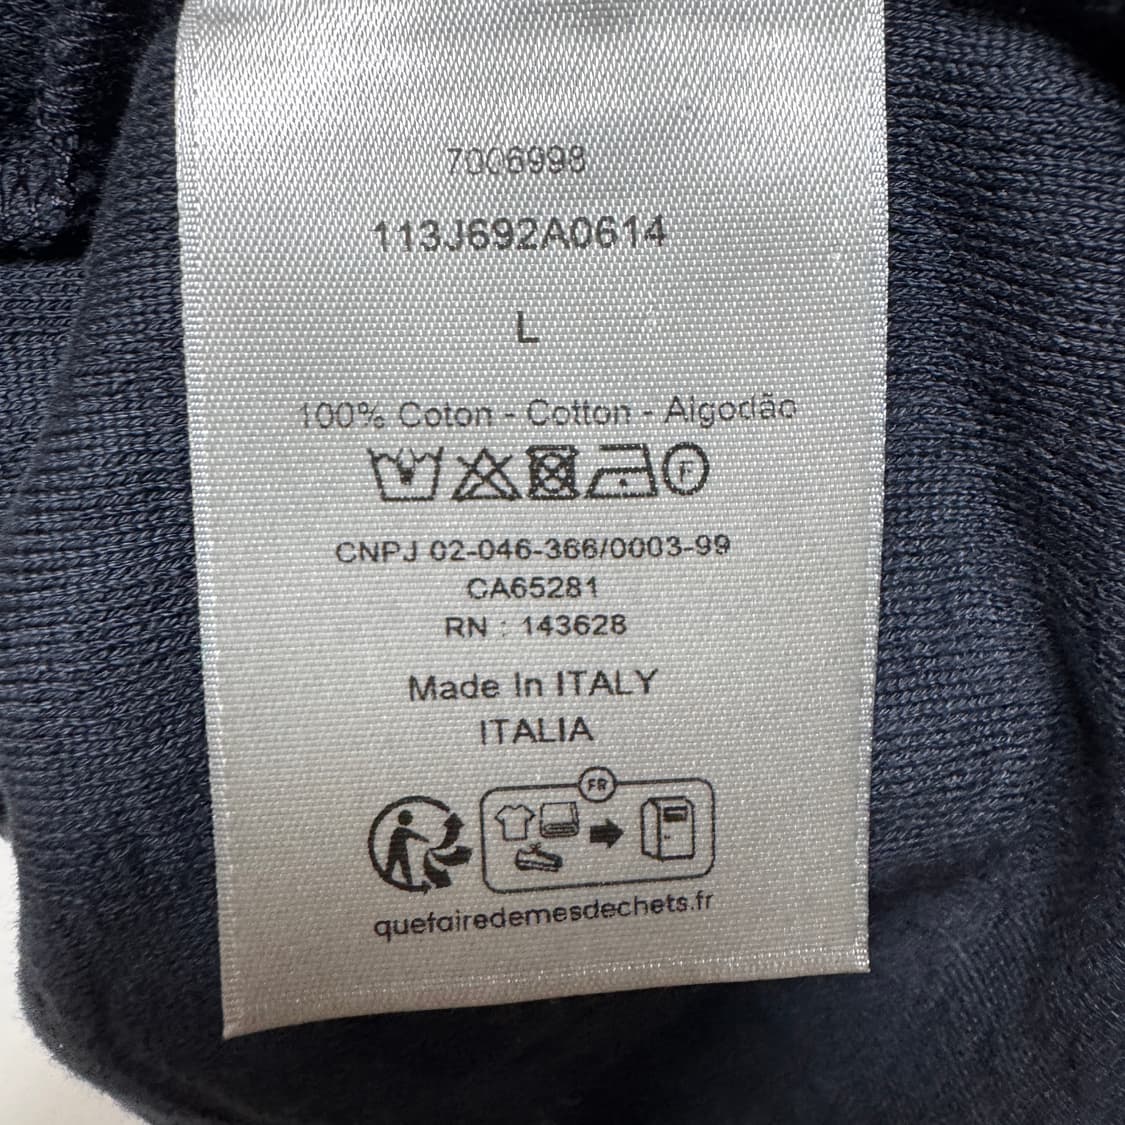 7006998
113J692A0614
L
100% Coton - Cotton - Algodão
F
CNPJ 02-046-366/0003-99
CA65281
RN : 143628
Made In ITALY
ITALIA
FR
quefairedemesdechets.fr